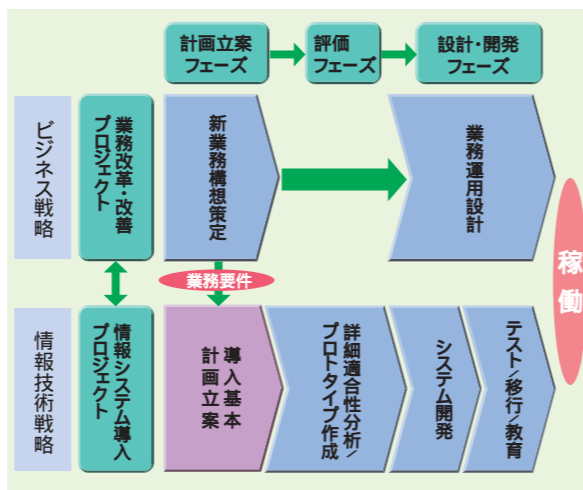 計画立案
フェーズ
評価
フェーズ
設計・開発
フェーズ
ビジネス戦略
業務改革・改善
プロジェクト
新業務構想策定
業務運用設計
稼働
業務要件
情報技術戦略
情報システム導入
プロジェクト
導入基本
計画立案
詳細適合性分析/
プロトタイプ作成
システム開発
テスト/移行/教育